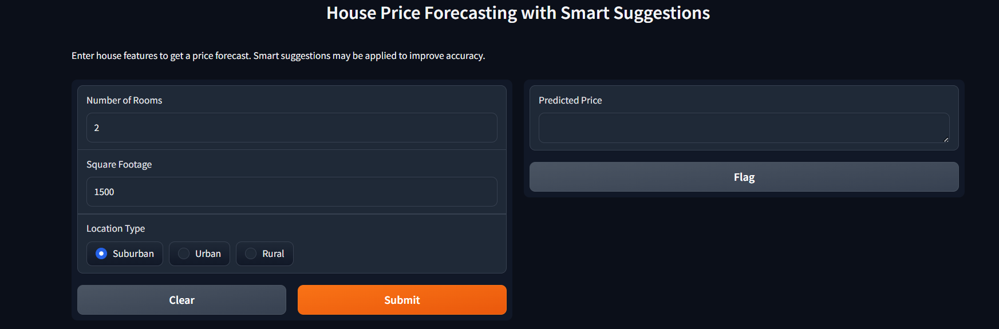 House Price Forecasting with Smart Suggestions
Enter house features to get a price forecast. Smart suggestions may be applied to improve accuracy.
Number of Rooms
2
Square Footage
1500
Location Type
Suburban
Urban
Rural
Clear
Submit
Predicted Price
Flag